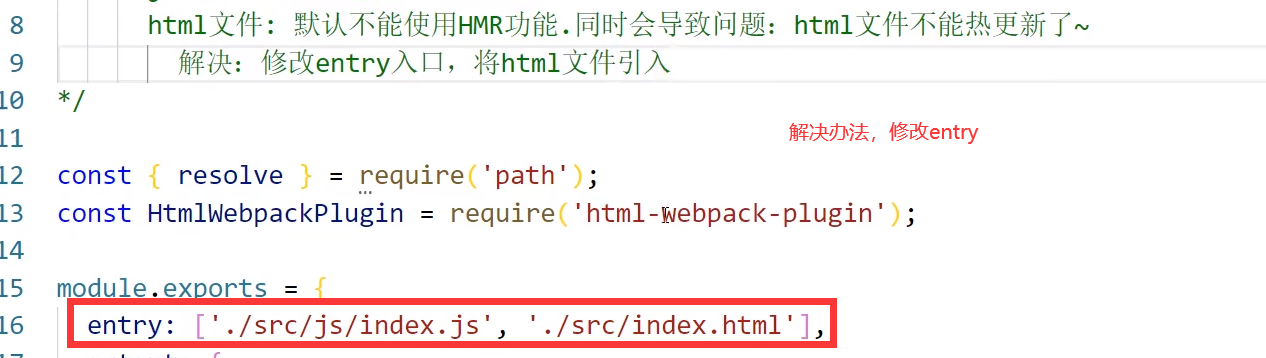 8 html文件: 默认不能使用HMR功能.同时会导致问题：html文件不能热更新了~
9 解决：修改entry入口，将html文件引入
10 */
11
解决办法，修改entry
12 const { resolve } = require('path');
13 const HtmlWebpackPlugin = require('html-webpack-plugin');
14
15 module.exports = {
16 entry: ['./src/js/index.js', './src/index.html'],